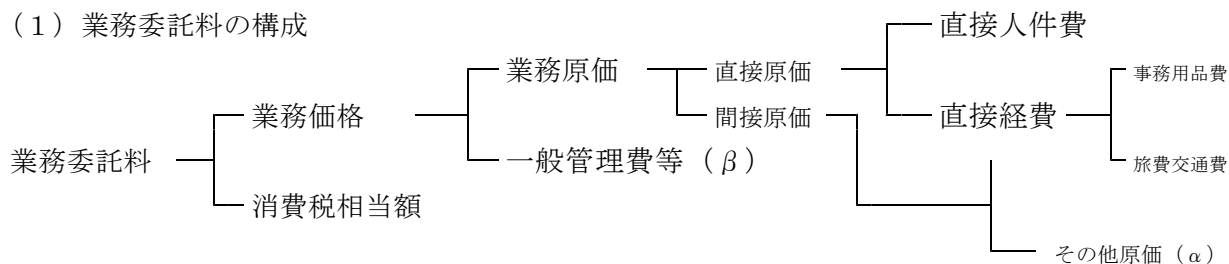 （１）業務委託料の構成
直接人件費
業務原価
直接原価
事務用品費
業務価格
間接原価
直接経費
業務委託料
一般管理費等（β）
旅費交通費
消費税相当額
その他原価（α）